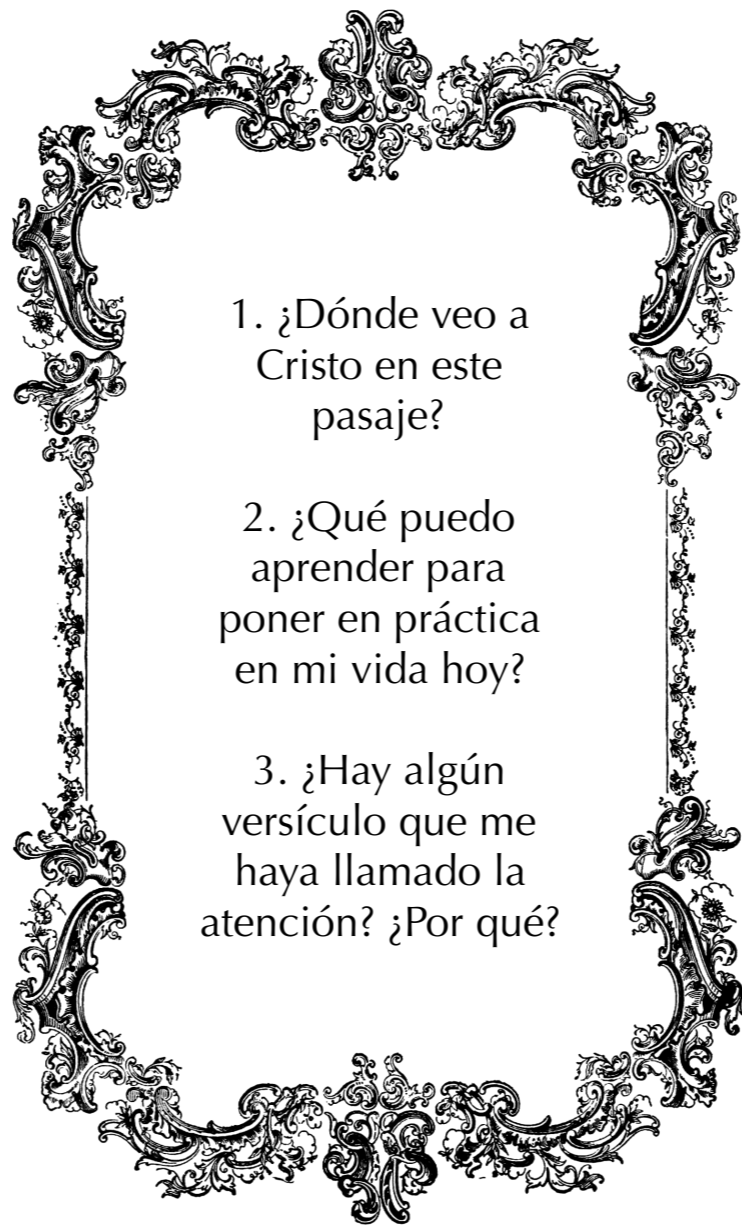 1. ¿Dónde veo a
Cristo en este
pasaje?
2. ¿Qué puedo
aprender para
poner en práctica
en mi vida hoy?
3. ¿Hay algún
versículo que me
haya llamado la
atención? ¿Por qué?